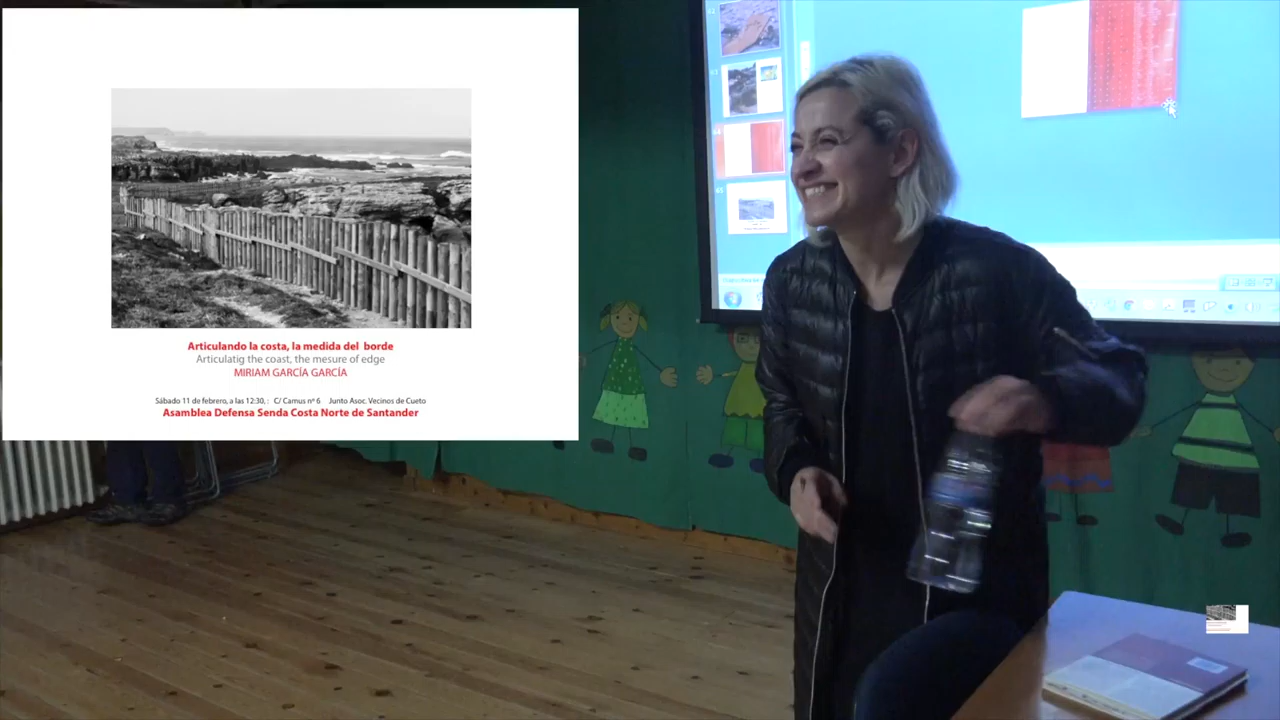 Articulando la costa, la medida del borde
Articulatig the coast, the mesure of edge
MIRIAM GARCÍA GARCÍA
Sábado 11 de febrero, a las 12:30, : C/ Camus nº 6 Junto Asoc. Vecinos de Cueto
Asamblea Defensa Senda Costa Norte de Santander